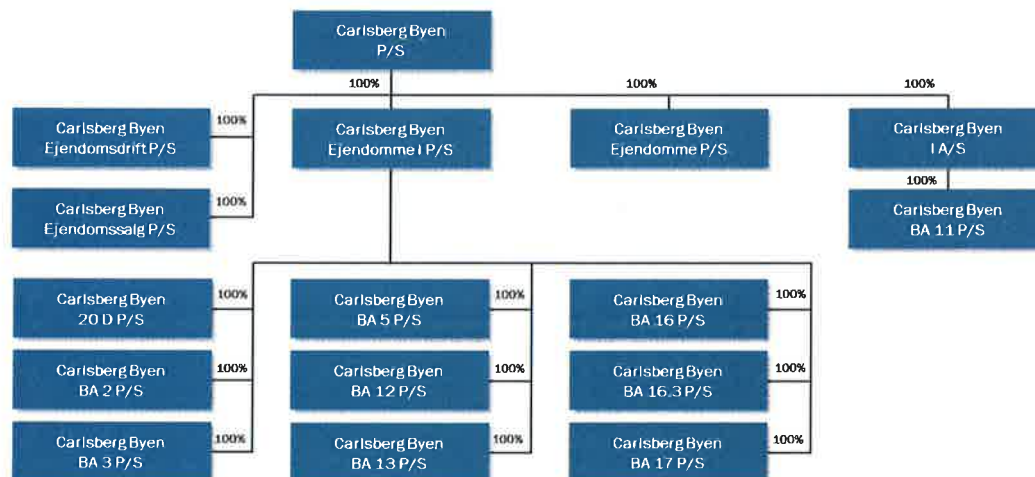 Carlsberg Byen
P/S
100%
100%
100%
Carlsberg Byen
Ejendomsdrift P/S
100%
Carlsberg Byen
Ejendomme I P/S
Carlsberg Byen
Ejendomme P/S
Carlsberg Byen
I A/S
Carlsberg Byen
Ejendomssalg P/S
100%
100%
Carlsberg Byen
BA 11 P/S
Carlsberg Byen
20 D P/S
100%
Carlsberg Byen
BA 5 P/S
100%
Carlsberg Byen
BA 16 P/S
100%
Carlsberg Byen
BA 2 P/S
100%
Carlsberg Byen
BA 12 P/S
100%
Carlsberg Byen
BA 16.3 P/S
100%
Carlsberg Byen
BA 3 P/S
100%
Carlsberg Byen
BA 13 P/S
100%
Carlsberg Byen
BA 17 P/S
100%